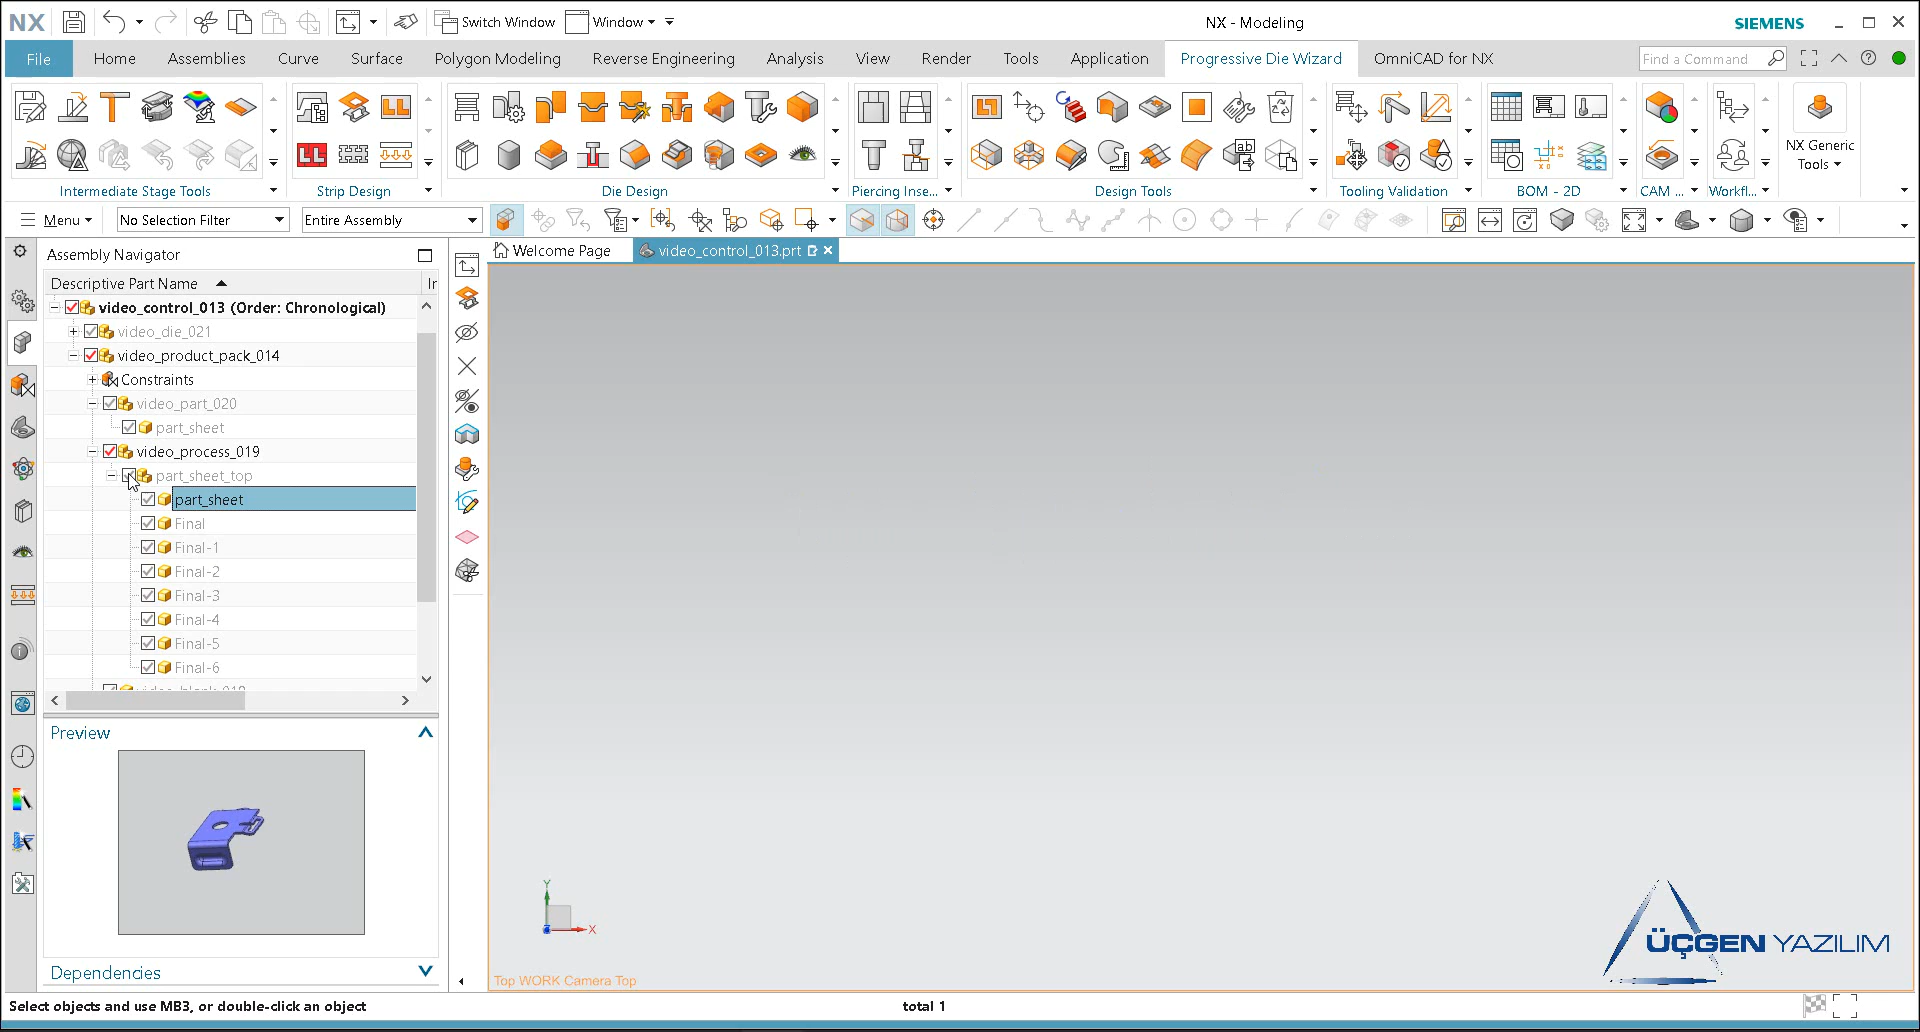 NX
Switch Window
Window
NX - Modeling
SIEMENS
File
Home
Assemblies
Curve
Surface
Polygon Modeling
Reverse Engineering
Analysis
View
Render
Tools
Application
Progressive Die Wizard
OmniCAD for NX
Find a Command
Intermediate Stage Tools
Strip Design
Die Design
Piercing Inse...
Design Tools
Tooling Validation
BOM - 2D
CAM ...
Workfl...
NX Generic
Tools
Menu
No Selection Filter
Entire Assembly
Assembly Navigator
Welcome Page
video_control_013.prt
Descriptive Part Name
Ir
video_control_013 (Order: Chronological)
video_die_021
video_product_pack_014
Constraints
video_part_020
part_sheet
video_process_019
part_sheet_top
part_sheet
Final
Final-1
Final-2
Final-3
Final-4
Final-5
Final-6
Preview
Dependencies
Y
X
Top WORK Camera Top
ÜÇGEN YAZILIM
Select objects and use MB3, or double-click an object
total 1